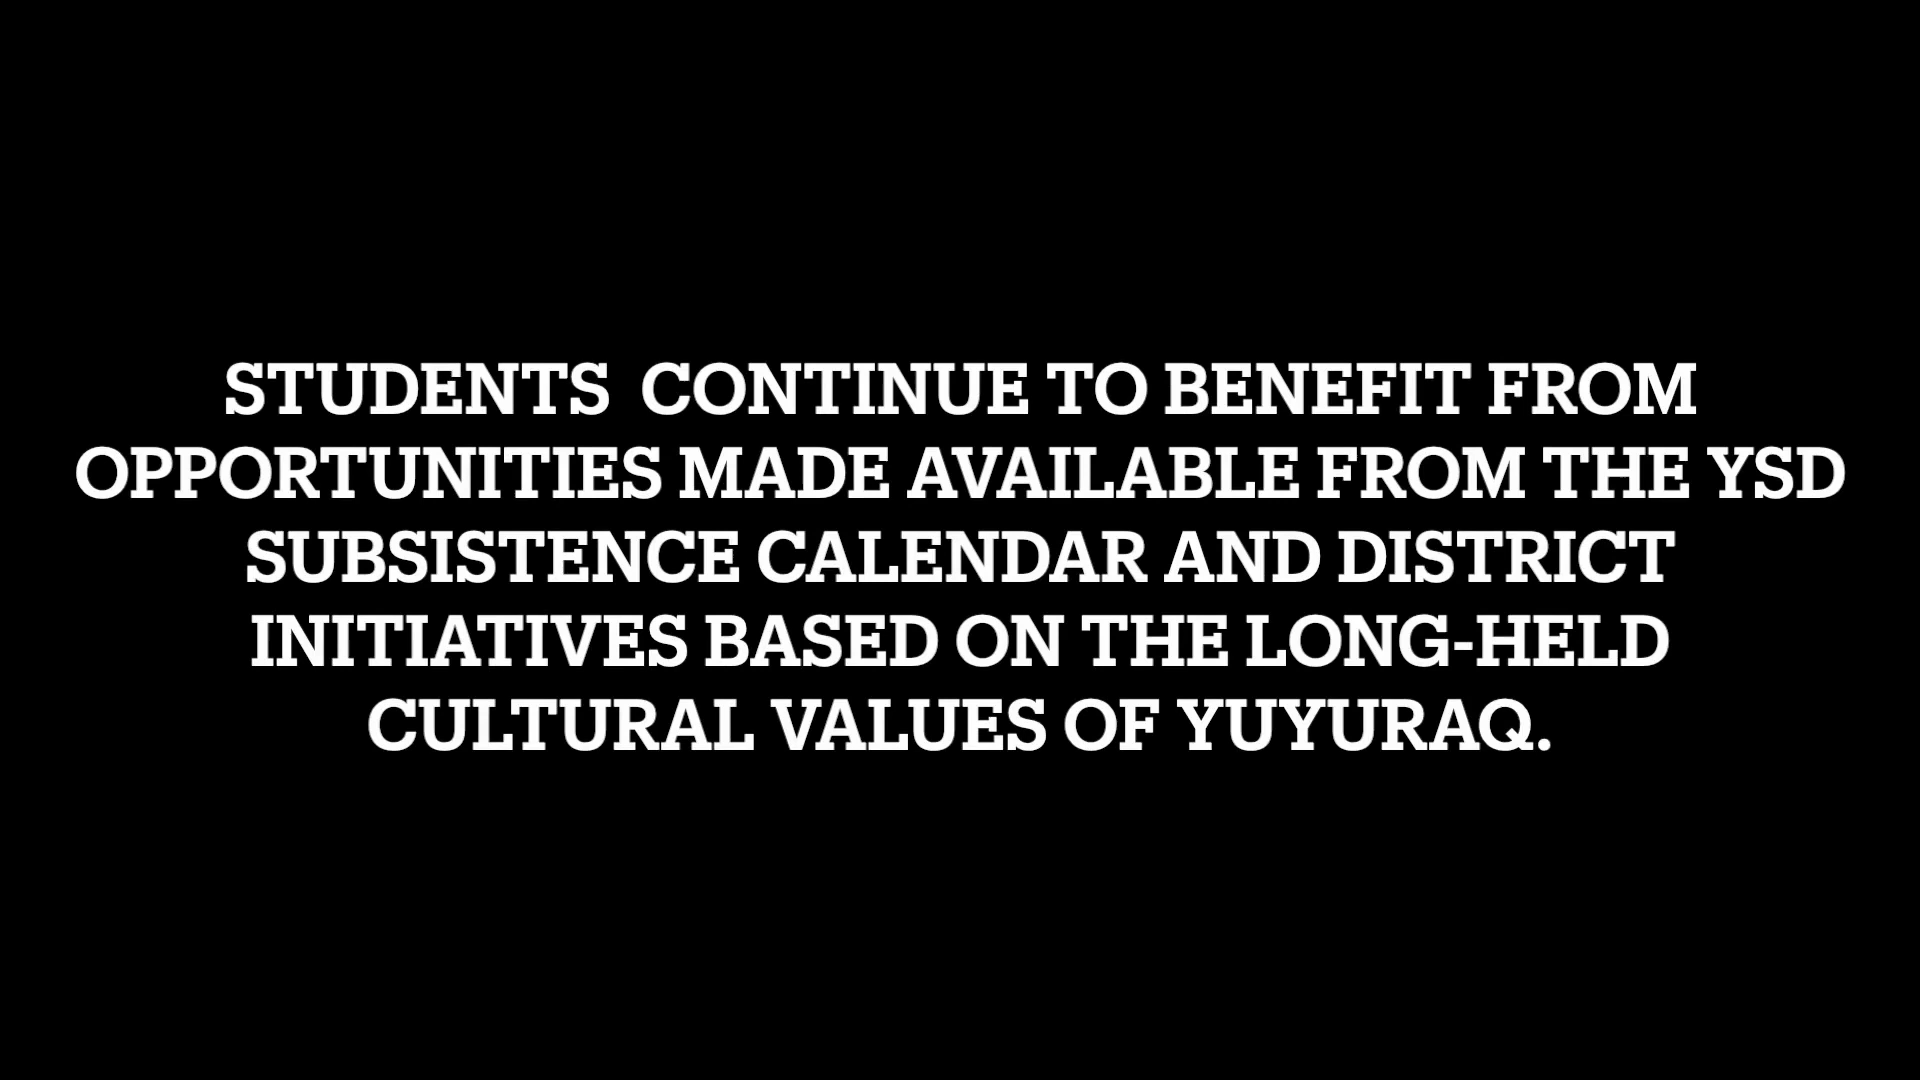 STUDENTS  CONTINUE TO BENEFIT FROM
OPPORTUNITIES MADE AVAILABLE FROM THE YSD
SUBSISTENCE CALENDAR AND DISTRICT
INITIATIVES BASED ON THE LONG-HELD
CULTURAL VALUES OF YUYURAQ.